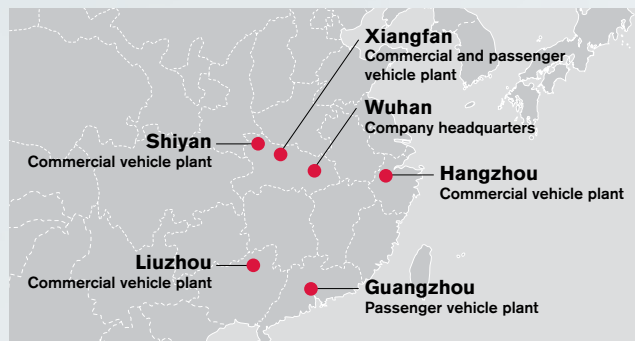 Xiangfan
Commercial and passenger
vehicle plant
Wuhan
Company headquarters
Shiyan
Commercial vehicle plant
Hangzhou
Commercial vehicle plant
Liuzhou
Commercial vehicle plant
Guangzhou
Passenger vehicle plant